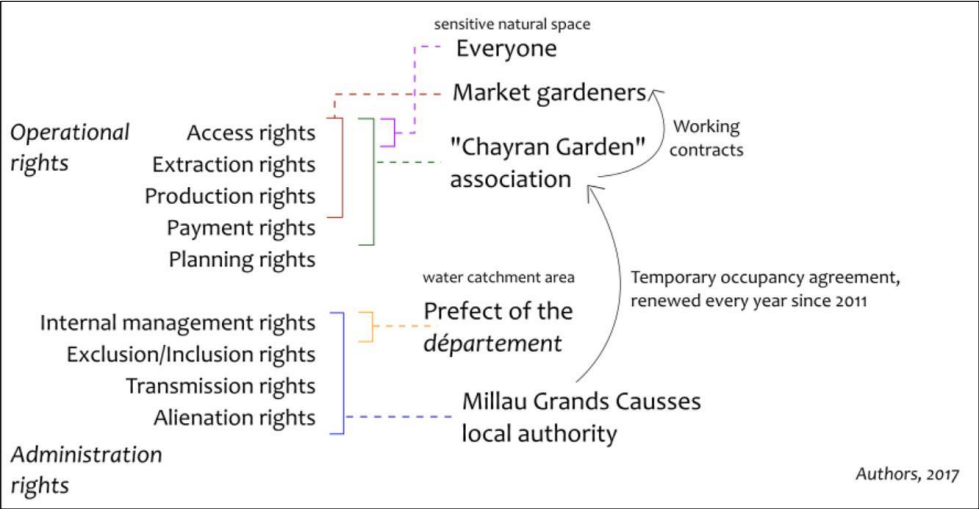 sensitive natural space
Everyone
Market gardeners
Operational
rights
Access rights
Extraction rights
Production rights
Payment rights
Planning rights
"Chayran Garden"
association
Working
contracts
water catchment area
Prefect of the
département
Temporary occupancy agreement,
renewed every year since 2011
Internal management rights
Exclusion/Inclusion rights
Transmission rights
Alienation rights
Millau Grands Causses
local authority
Administration
rights
Authors, 2017